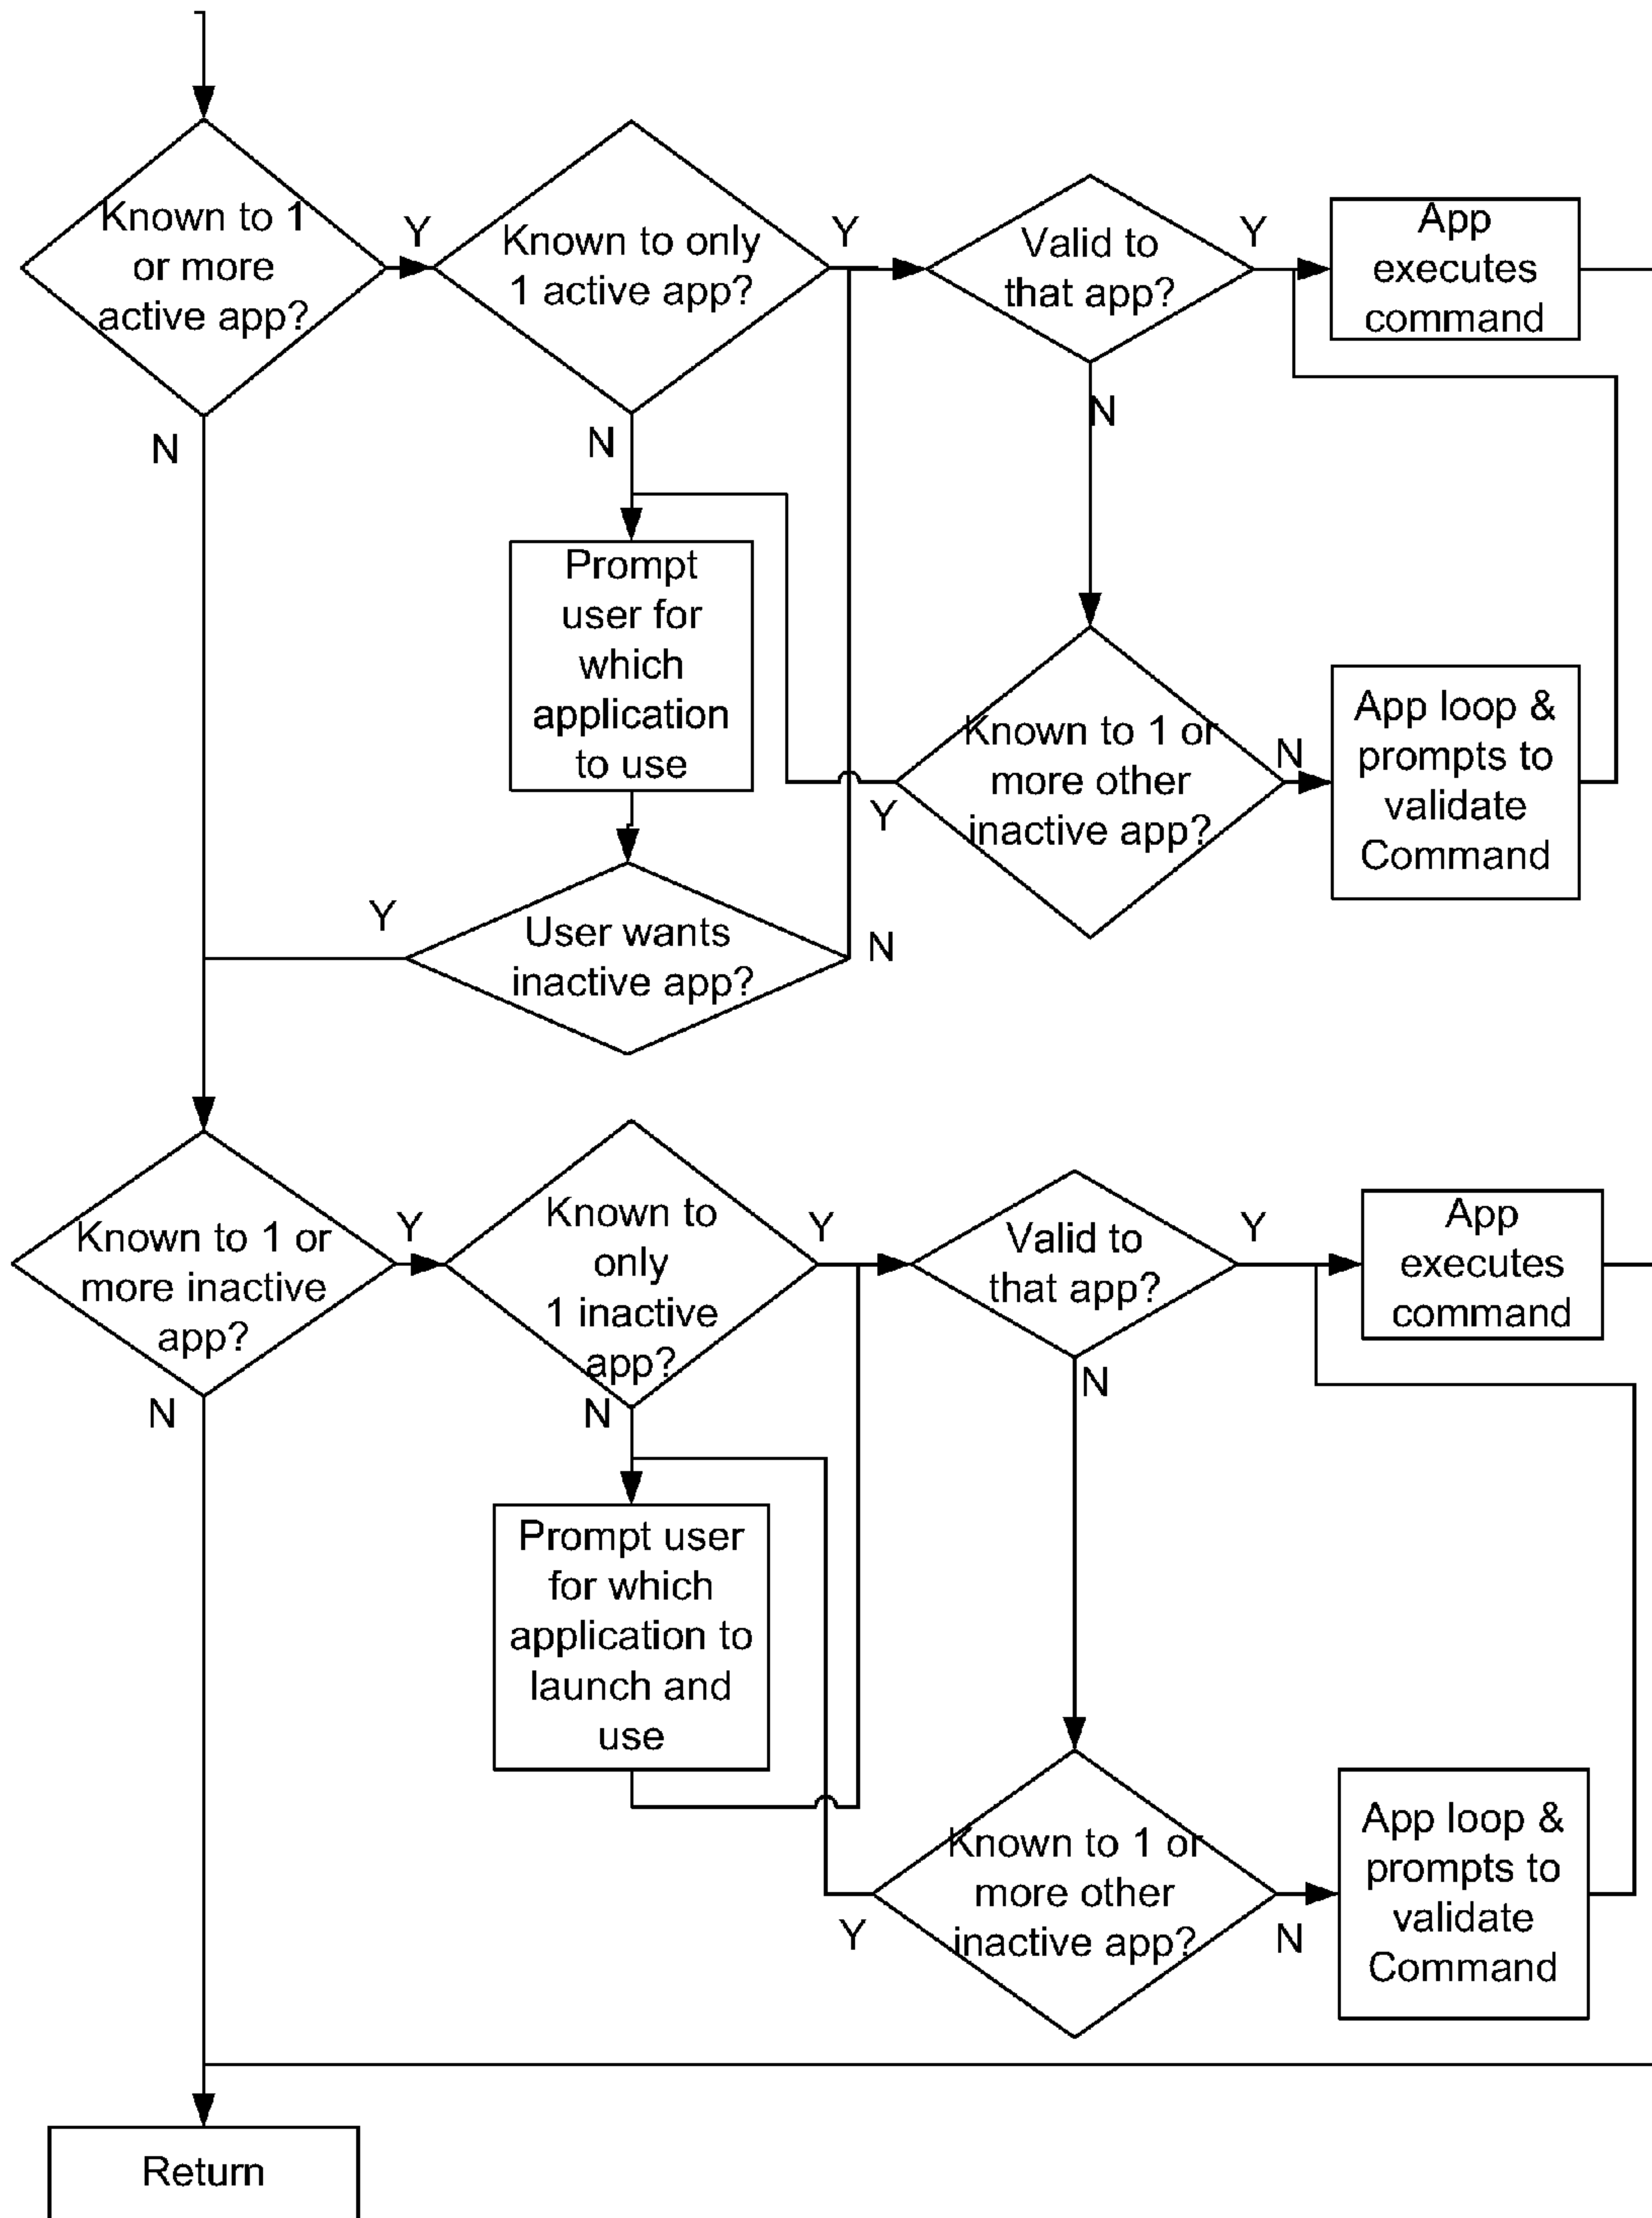 Known to 1
or more
active app?
Y
Known to only
1 active app?
Y
Valid to
that app?
Y
App
executes
command
N
N
N
Prompt
user for
which
application
to use
Known to 1 or
more other
inactive app?
Y
N
App loop &
prompts to
validate
Command
Y
User wants
inactive app?
N
Known to 1 or
more inactive
app?
Y
Known to
only
1 inactive
app?
Y
Valid to
that app?
Y
App
executes
command
N
N
N
Prompt user
for which
application to
launch and
use
Known to 1 or
more other
inactive app?
Y
N
App loop &
prompts to
validate
Command
Return